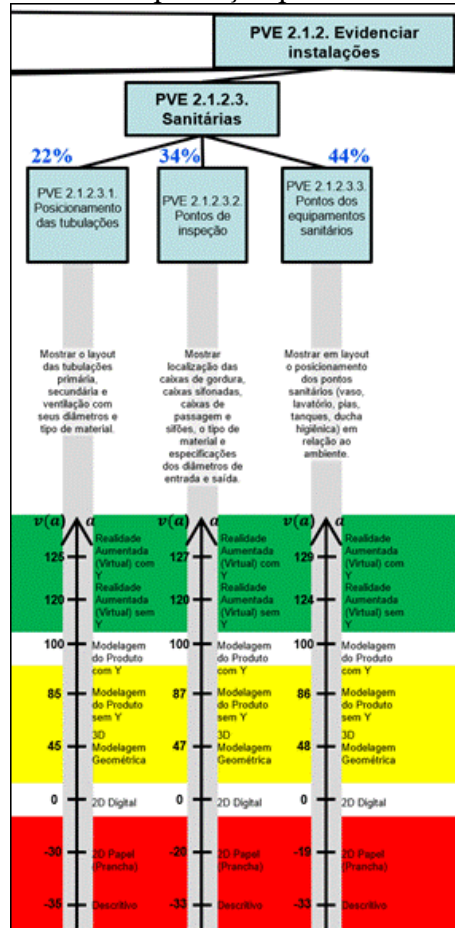 PVE 2.1.2. Evidenciar
instalações
PVE 2.1.2.3.
Sanitárias
22%
34%
44%
PVE 2.1.2.3.1.
Posicionamento
das tubulações
PVE 2.1.2.3.2.
Pontos de
inspeção
PVE 2.1.2.3.3.
Pontos dos
equipamentos
sanitários
Mostrar o layout
das tubulações
primária,
secundária e
ventilação com
seus diâmetros e
tipo de material.
Mostrar
localização das
caixas de gordura,
caixas sifonadas,
caixas de
passagem e
sifões, o tipo de
material e
especificações
dos diâmetros de
entrada e saída.
Mostrar em layout
o posicionamento
dos pontos
sanitários (vaso,
lavatório, pias,
tanques, ducha
higiênica) em
relação ao
ambiente.
v(a) a
125
Realidade
Aumentada
(Virtual) com
Y
120
Realidade
Aumentada
(Virtual) sem
Y
100
Modelagem
do Produto
com Y
85
Modelagem
do Produto
sem Y
45
3D
Modelagem
Geométrica
0
2D Digital
-30
2D Papel
(Prancha)
-35
Descritivo
v(a) a
127
Realidade
Aumentada
(Virtual) com
Y
120
Realidade
Aumentada
(Virtual) sem
Y
100
Modelagem
do Produto
com Y
87
Modelagem
do Produto
sem Y
47
3D
Modelagem
Geométrica
0
2D Digital
-20
2D Papel
(Prancha)
-33
Descritivo
v(a) a
129
Realidade
Aumentada
(Virtual) com
Y
124
Realidade
Aumentada
(Virtual) sem
Y
100
Modelagem
do Produto
com Y
86
Modelagem
do Produto
sem Y
48
3D
Modelagem
Geométrica
0
2D Digital
-19
2D Papel
(Prancha)
-33
Descritivo